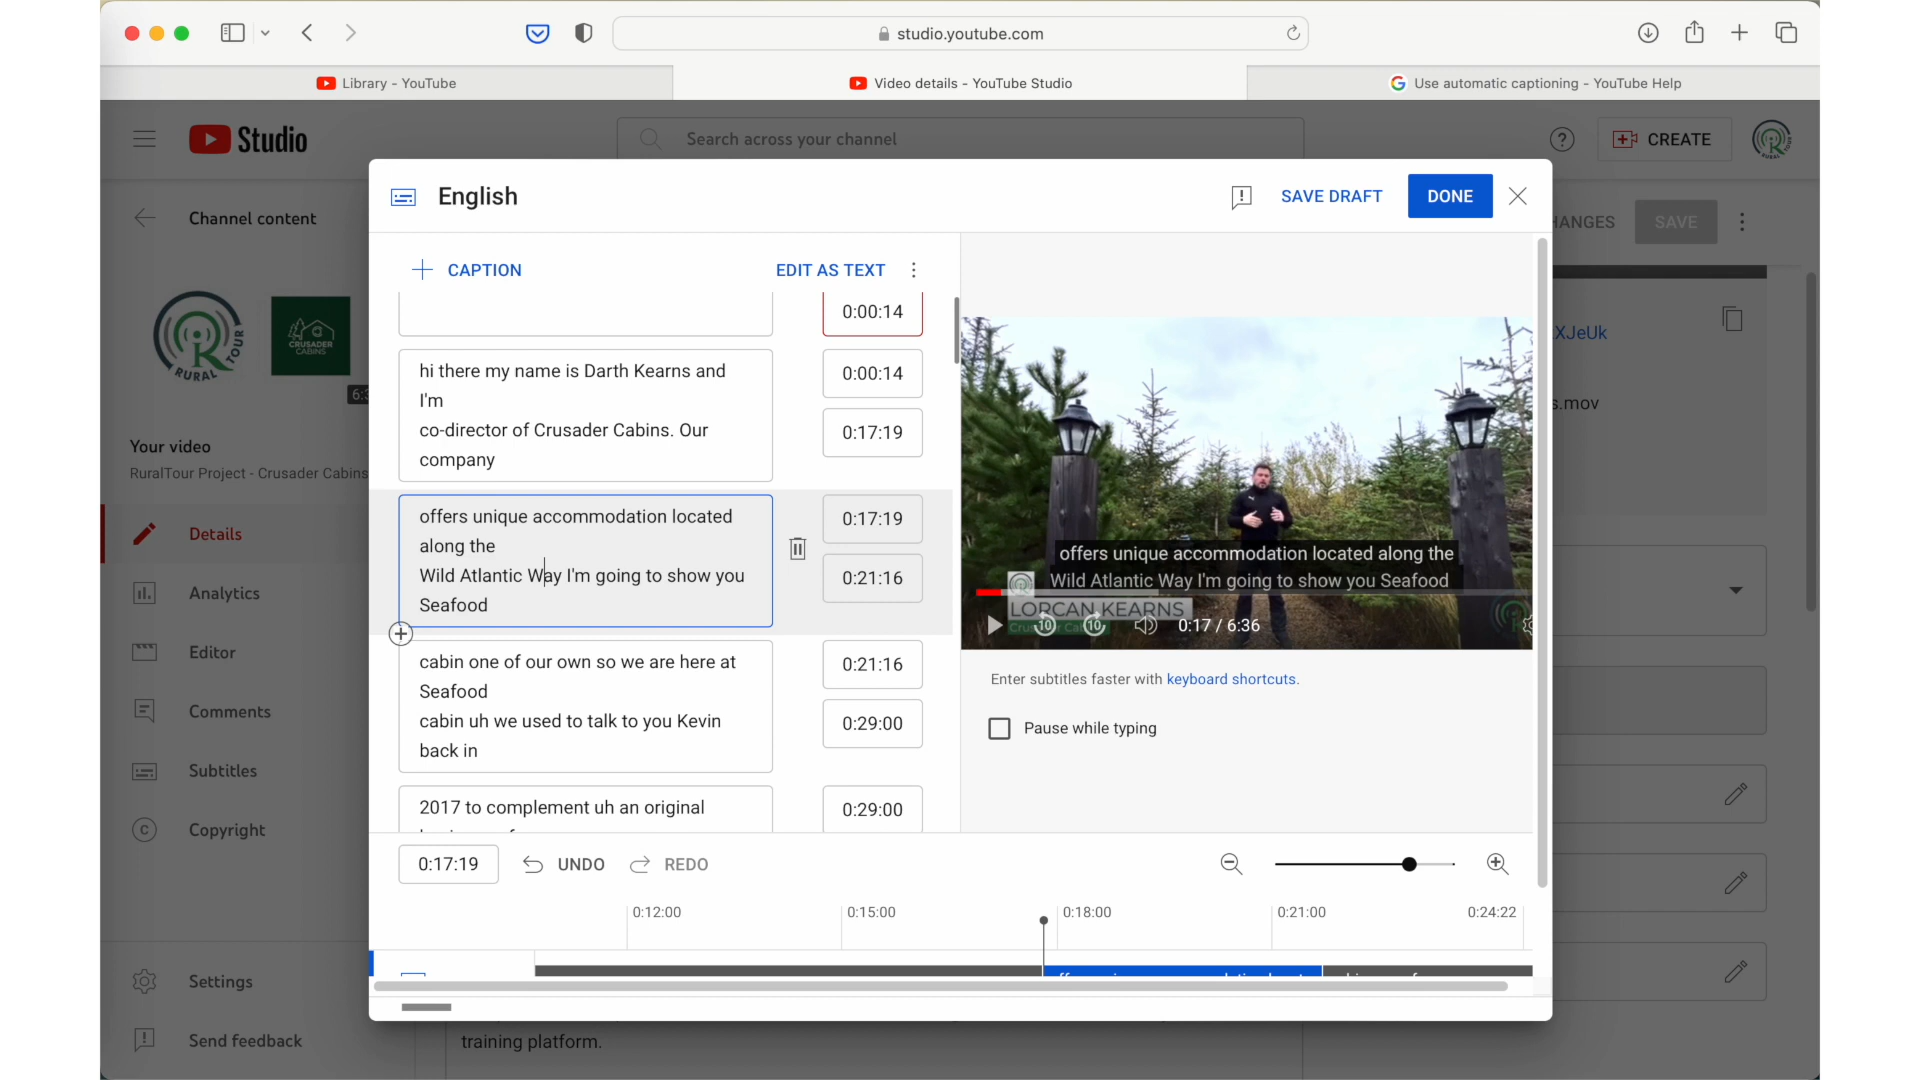 studio.youtube.com
Library - YouTube
Video details - YouTube Studio
Use automatic captioning - YouTube Help
Studio
Search across your channel
CREATE
Channel content
English
SAVE DRAFT
DONE
HANGES
SAVE
CAPTION
EDIT AS TEXT
0:00:14
RURAL TOUR
CRUSADER
CABINS
XJeUk
hi there my name is Darth Kearns and
I'm
co-director of Crusader Cabins. Our
company
0:00:14
0:17:19
s.mov
Your video
RuralTour Project - Crusader Cabins
offers unique accommodation located
along the
Wild Atlantic Way I'm going to show you
Seafood
0:17:19
0:21:16
offers unique accommodation located along the
Wild Atlantic Way I'm going to show you Seafood
LORCAN KEARNS
10
10
0:17 / 6:36
Details
Analytics
Editor
Comments
Subtitles
Copyright
cabin one of our own so we are here at
Seafood
cabin uh we used to talk to you Kevin
back in
0:21:16
0:29:00
Enter subtitles faster with keyboard shortcuts.
Pause while typing
2017 to complement uh an original
0:29:00
0:17:19
UNDO
REDO
0:12:00
0:15:00
0:18:00
0:21:00
0:24:22
Settings
Send feedback
training platform.